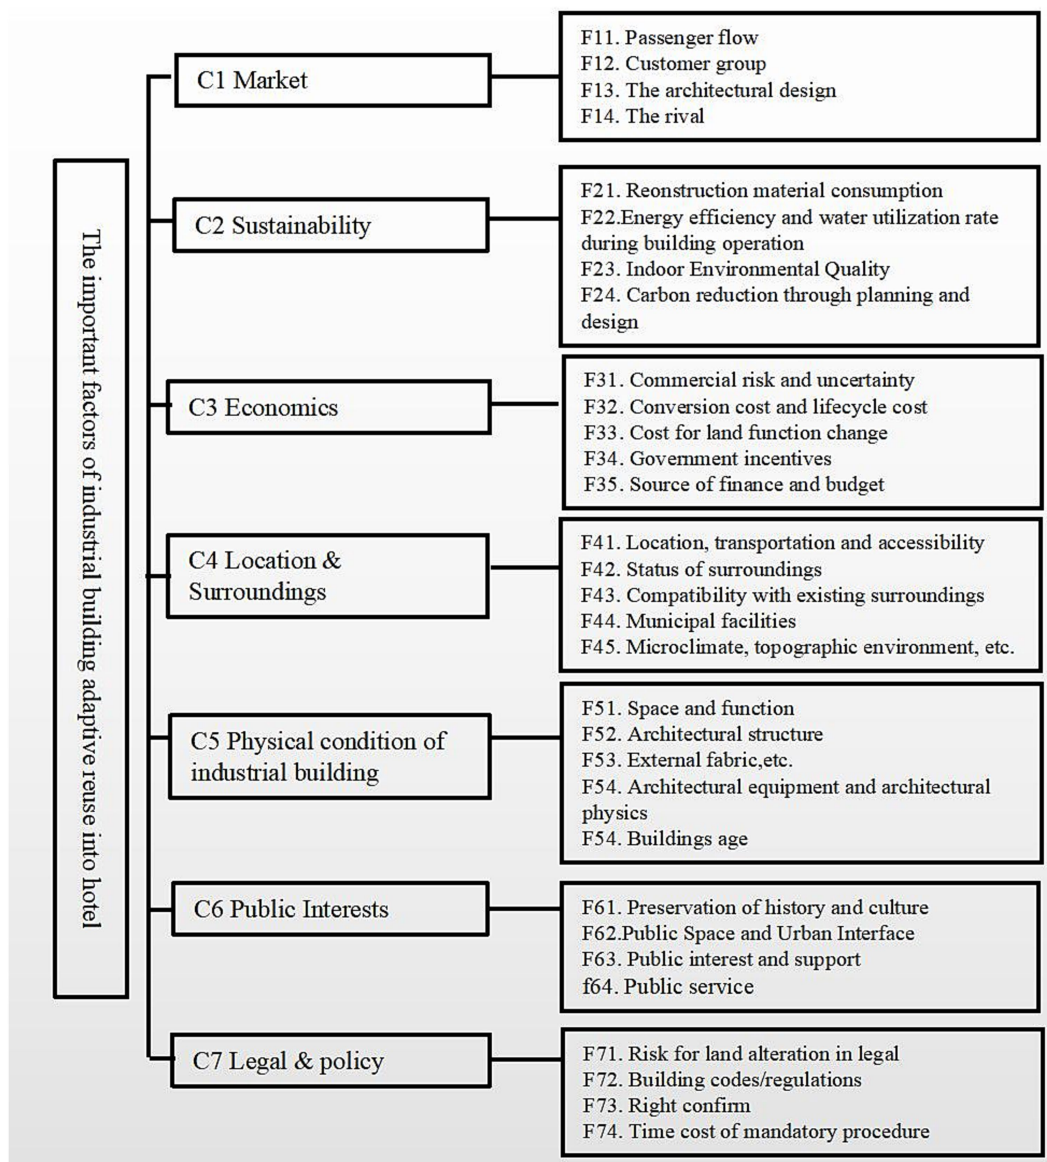 The important factors of industrial building adaptive reuse into hotel
C1 Market
F11. Passenger flow
F12. Customer group
F13. The architectural design
F14. The rival
C2 Sustainability
F21. Reonstruction material consumption
F22.Energy efficiency and water utilization rate
during building operation
F23. Indoor Environmental Quality
F24. Carbon reduction through planning and
design
C3 Economics
F31. Commercial risk and uncertainty
F32. Conversion cost and lifecycle cost
F33. Cost for land function change
F34. Government incentives
F35. Source of finance and budget
C4 Location &
Surroundings
F41. Location, transportation and accessibility
F42. Status of surroundings
F43. Compatibility with existing surroundings
F44. Municipal facilities
F45. Microclimate, topographic environment, etc.
C5 Physical condition of
industrial building
F51. Space and function
F52. Architectural structure
F53. External fabric,etc.
F54. Architectural equipment and architectural
physics
F54. Buildings age
C6 Public Interests
F61. Preservation of history and culture
F62.Public Space and Urban Interface
F63. Public interest and support
f64. Public service
C7 Legal & policy
F71. Risk for land alteration in legal
F72. Building codes/regulations
F73. Right confirm
F74. Time cost of mandatory procedure